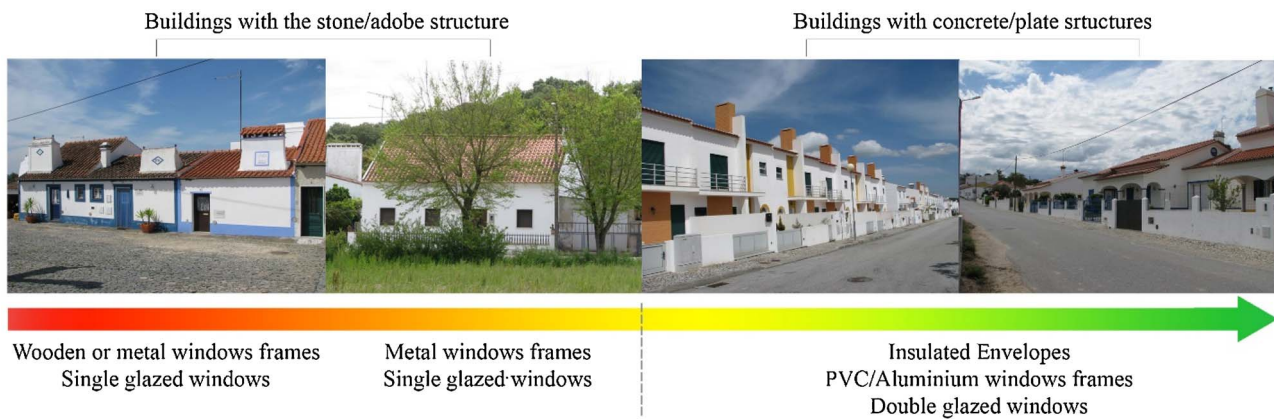 Buildings with the stone/adobe structure
Buildings with concrete/plate srtuctures
Wooden or metal windows frames
Single glazed windows
Metal windows frames
Single glazed windows
Insulated Envelopes
PVC/Aluminium windows frames
Double glazed windows